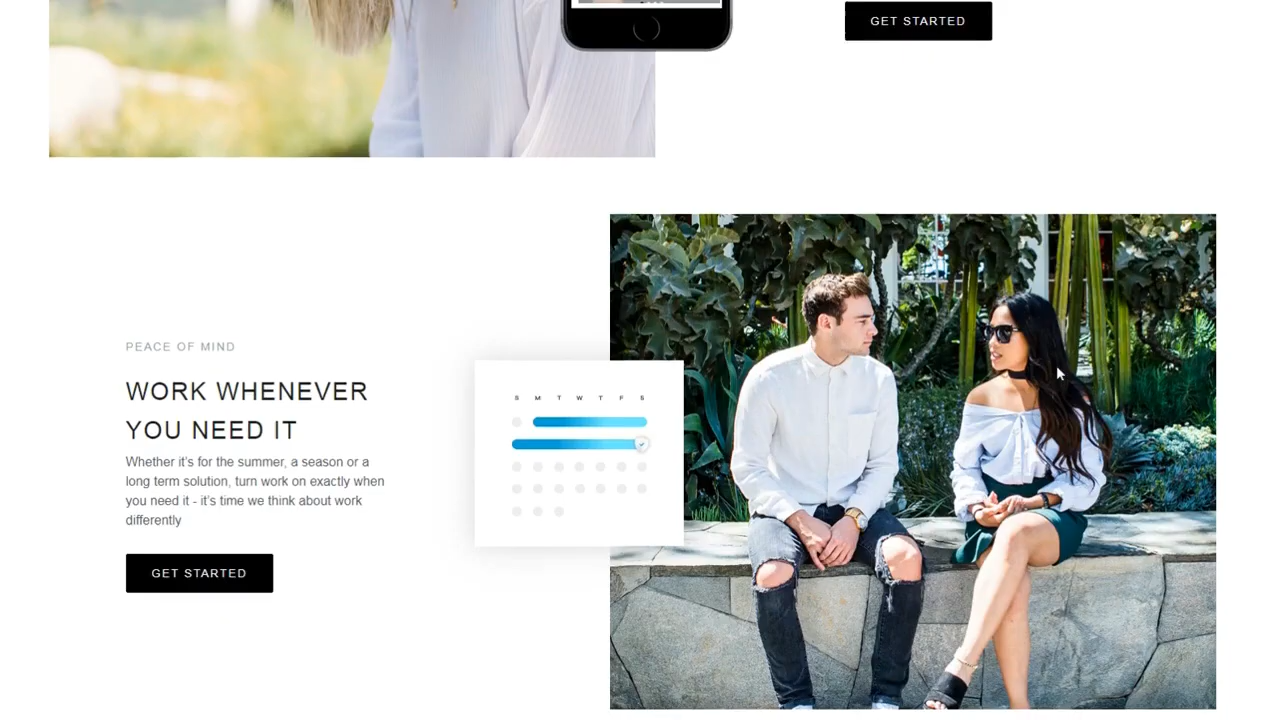 GET STARTED
PEACE OF MIND
WORK WHENEVER
YOU NEED IT
Whether it's for the summer, a season or a
long term solution, turn work on exactly when
you need it - it's time we think about work
differently
GET STARTED
S M T W T F S